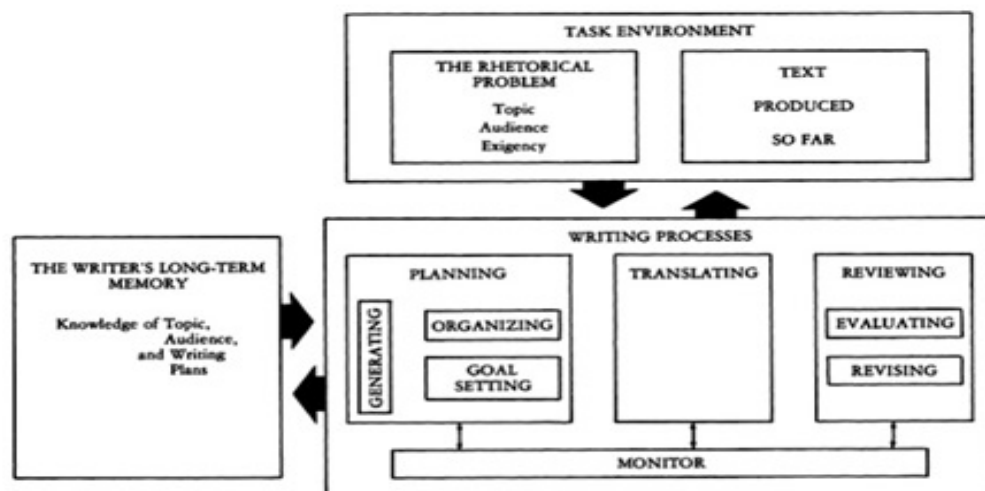 TASK ENVIRONMENT
THE RHETORICAL
PROBLEM
Topic
Audience
Exigency
TEXT
PRODUCED
SO FAR
THE WRITER'S LONG-TERM
MEMORY
Knowledge of Topic,
Audience,
and Writing
Plans
WRITING PROCESSES
PLANNING
GENERATING
ORGANIZING
GOAL
SETTING
TRANSLATING
REVIEWING
EVALUATING
REVISING
MONITOR